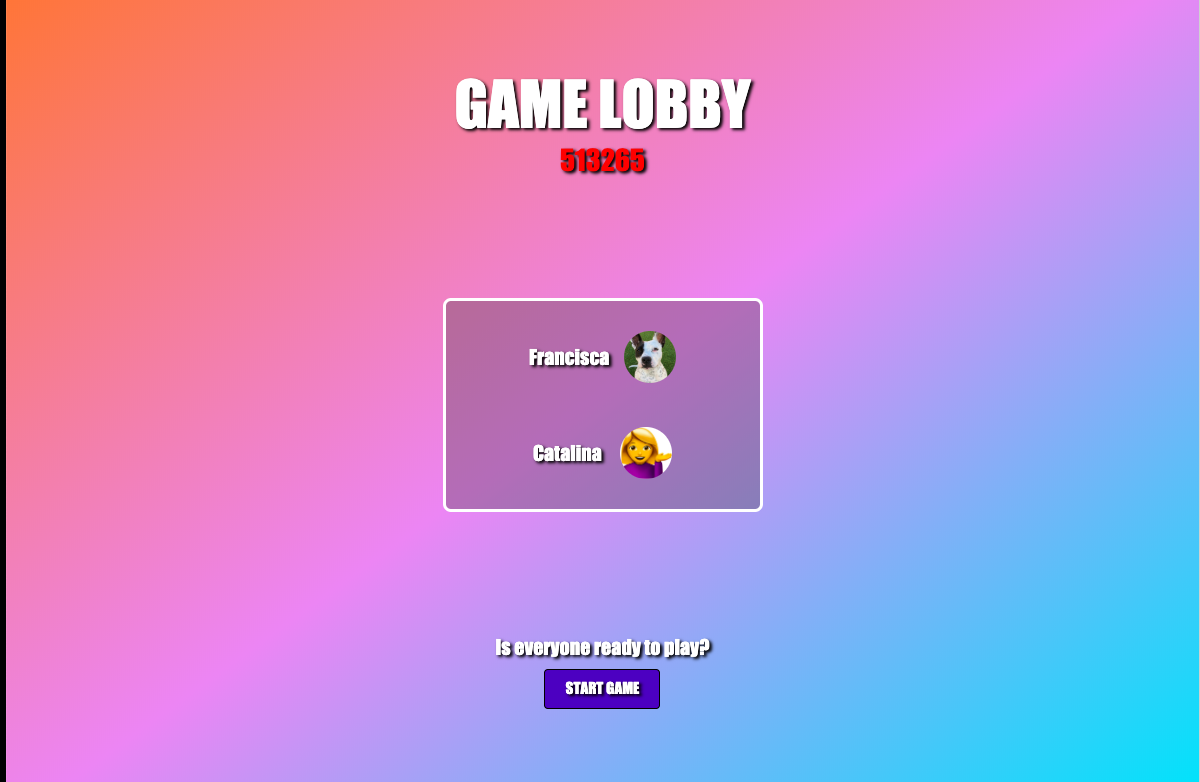 GAME LOBBY
513265
Francisca
Catalina
Is everyone ready to play?
START GAME